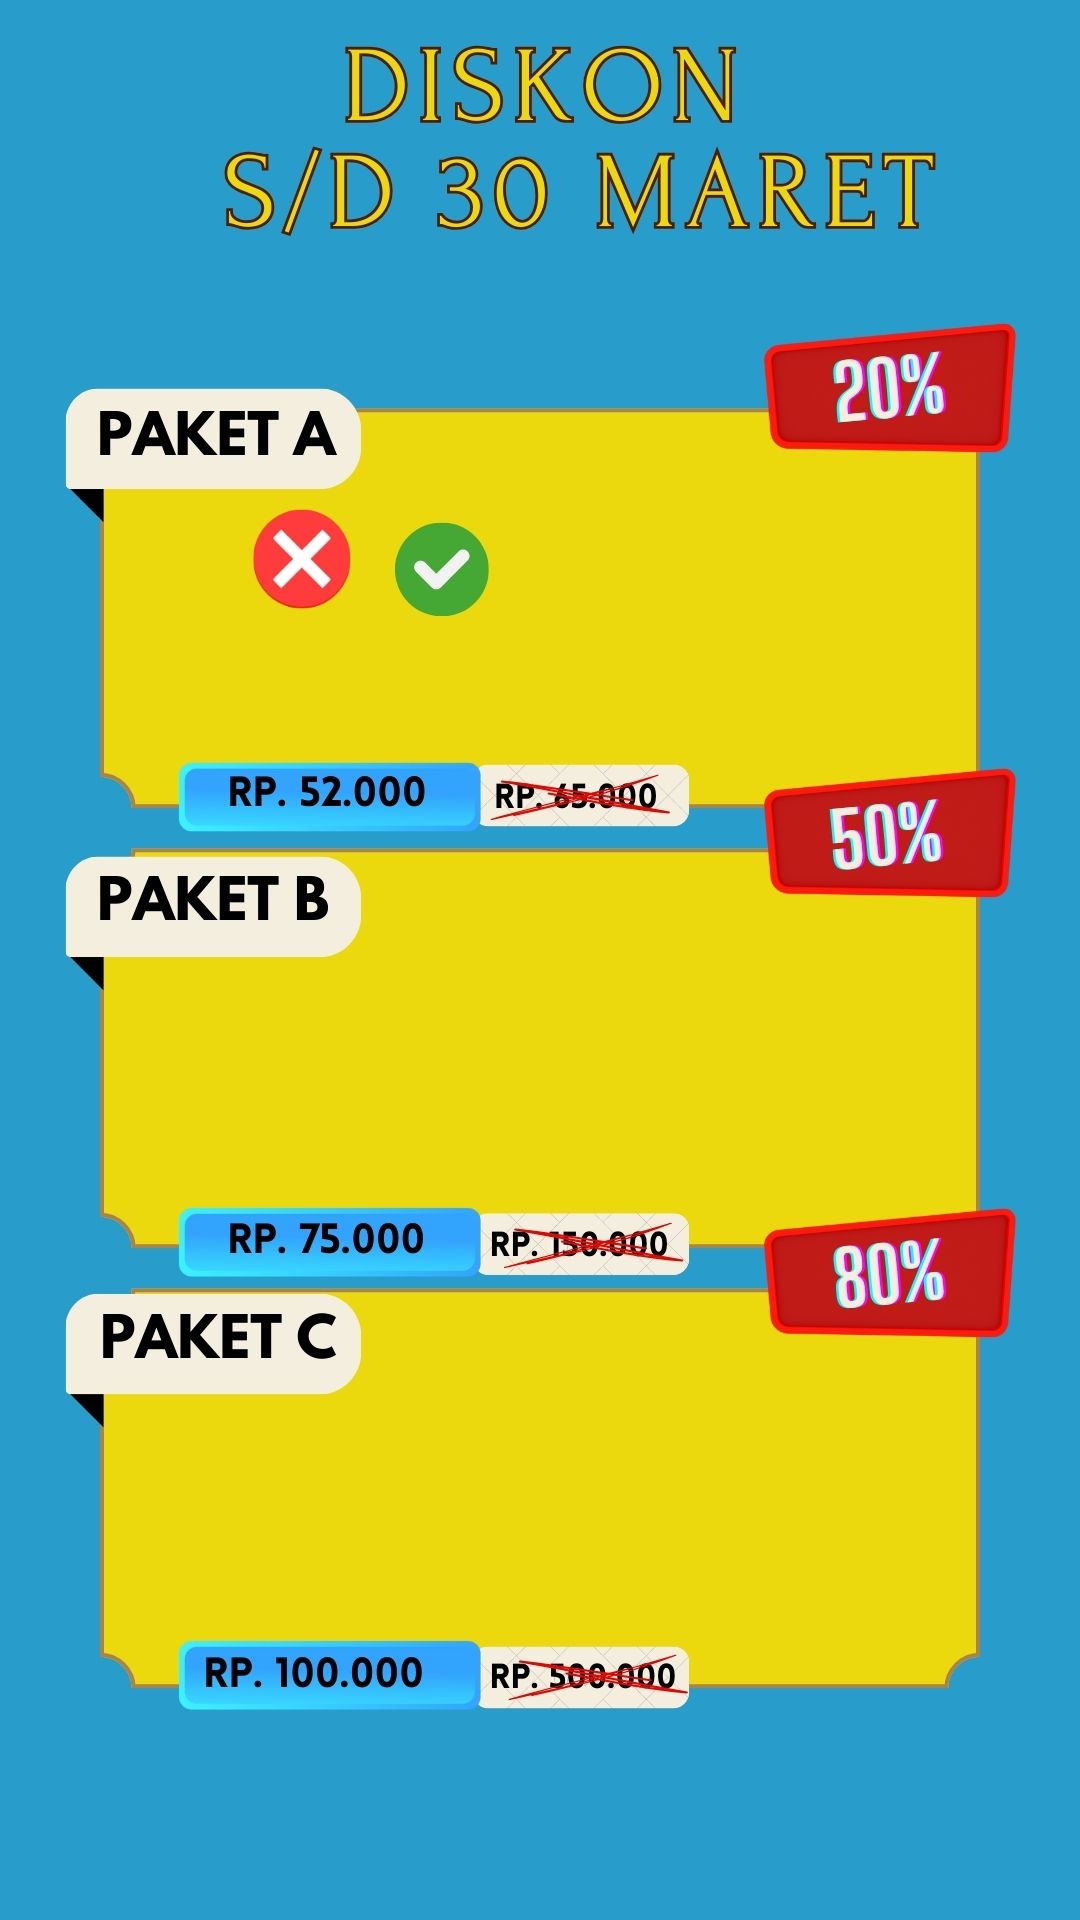 DISKON
S/D 30 MARET
20%
PAKET A
RP. 52.000
RP. 65.000
50%
PAKET B
RP. 75.000
RP. 150.000
80%
PAKET C
RP. 100.000
RP. 500.000